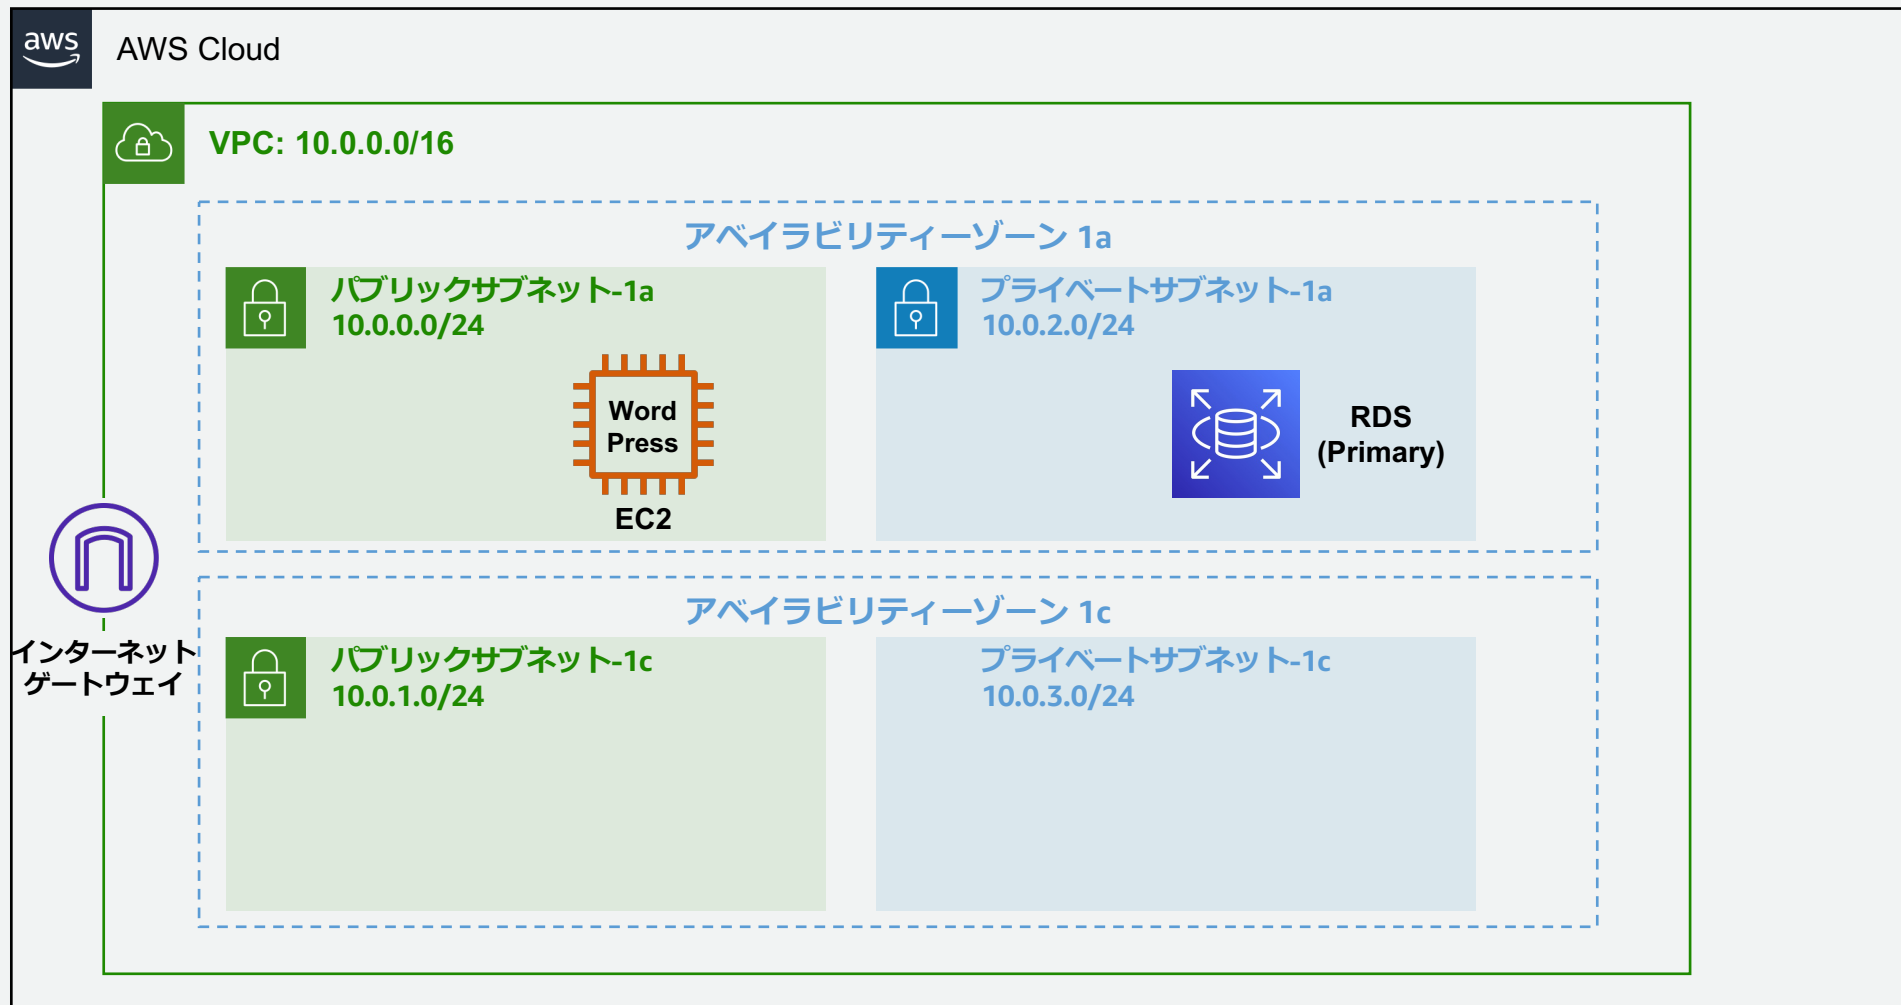 aws
AWS Cloud
VPC: 10.0.0.0/16
アベイラビリティーゾーン 1a
パブリックサブネット-1a
10.0.0.0/24
プライベートサブネット-1a
10.0.2.0/24
Word
Press
EC2
RDS
(Primary)
インターネット
ゲートウェイ
アベイラビリティーゾーン 1c
パブリックサブネット-1c
10.0.1.0/24
プライベートサブネット-1c
10.0.3.0/24